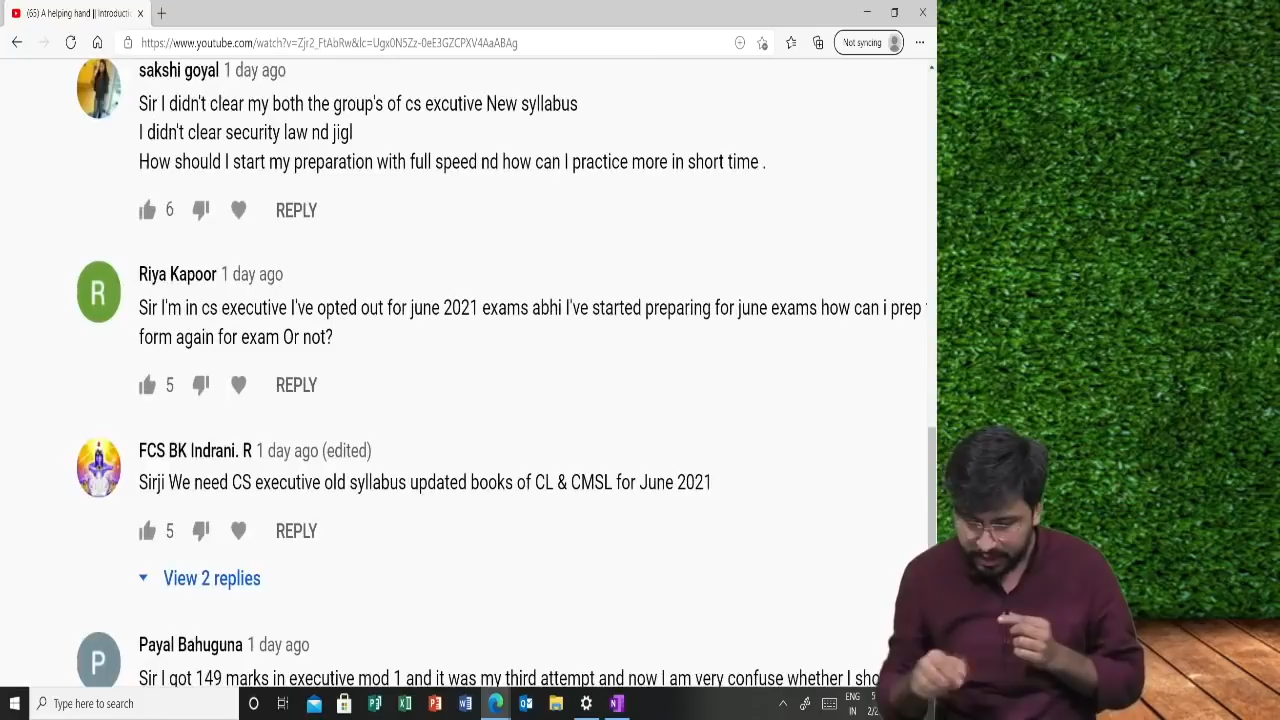 (65) A helping hand || Introducti
https://www.youtube.com/watch?v=Zjr2_FtAbRw&lc=Ugx0N5Zz-0eE3GZCPXV4AaABAg
Not syncing
sakshi goyal 1 day ago
Sir I didn't clear my both the group's of cs excutive New syllabus
I didn't clear security law nd jigl
How should I start my preparation with full speed nd how can I practice more in short time .
6 REPLY
R
Riya Kapoor 1 day ago
Sir I'm in cs executive I've opted out for june 2021 exams abhi I've started preparing for june exams how can i prep
form again for exam Or not?
5 REPLY
FCS BK Indrani. R 1 day ago (edited)
Sirji We need CS executive old syllabus updated books of CL & CMSL for June 2021
5 REPLY
View 2 replies
P
Payal Bahuguna 1 day ago
Sir I got 149 marks in executive mod 1 and it was my third attempt and now I am very confuse whether I sho
Type here to search
ENG 5
IN 2/2